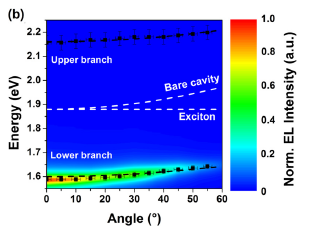 (b)
2.2
2.1
2.0
1.9
1.8
1.7
1.6
Energy (eV)
Upper branch
Bare cavity
Exciton
Lower branch
0 10 20 30 40 50 60
Angle (°)
1.0
0.8
0.6
0.4
0.2
0
Norm. EL Intensity (a.u.)